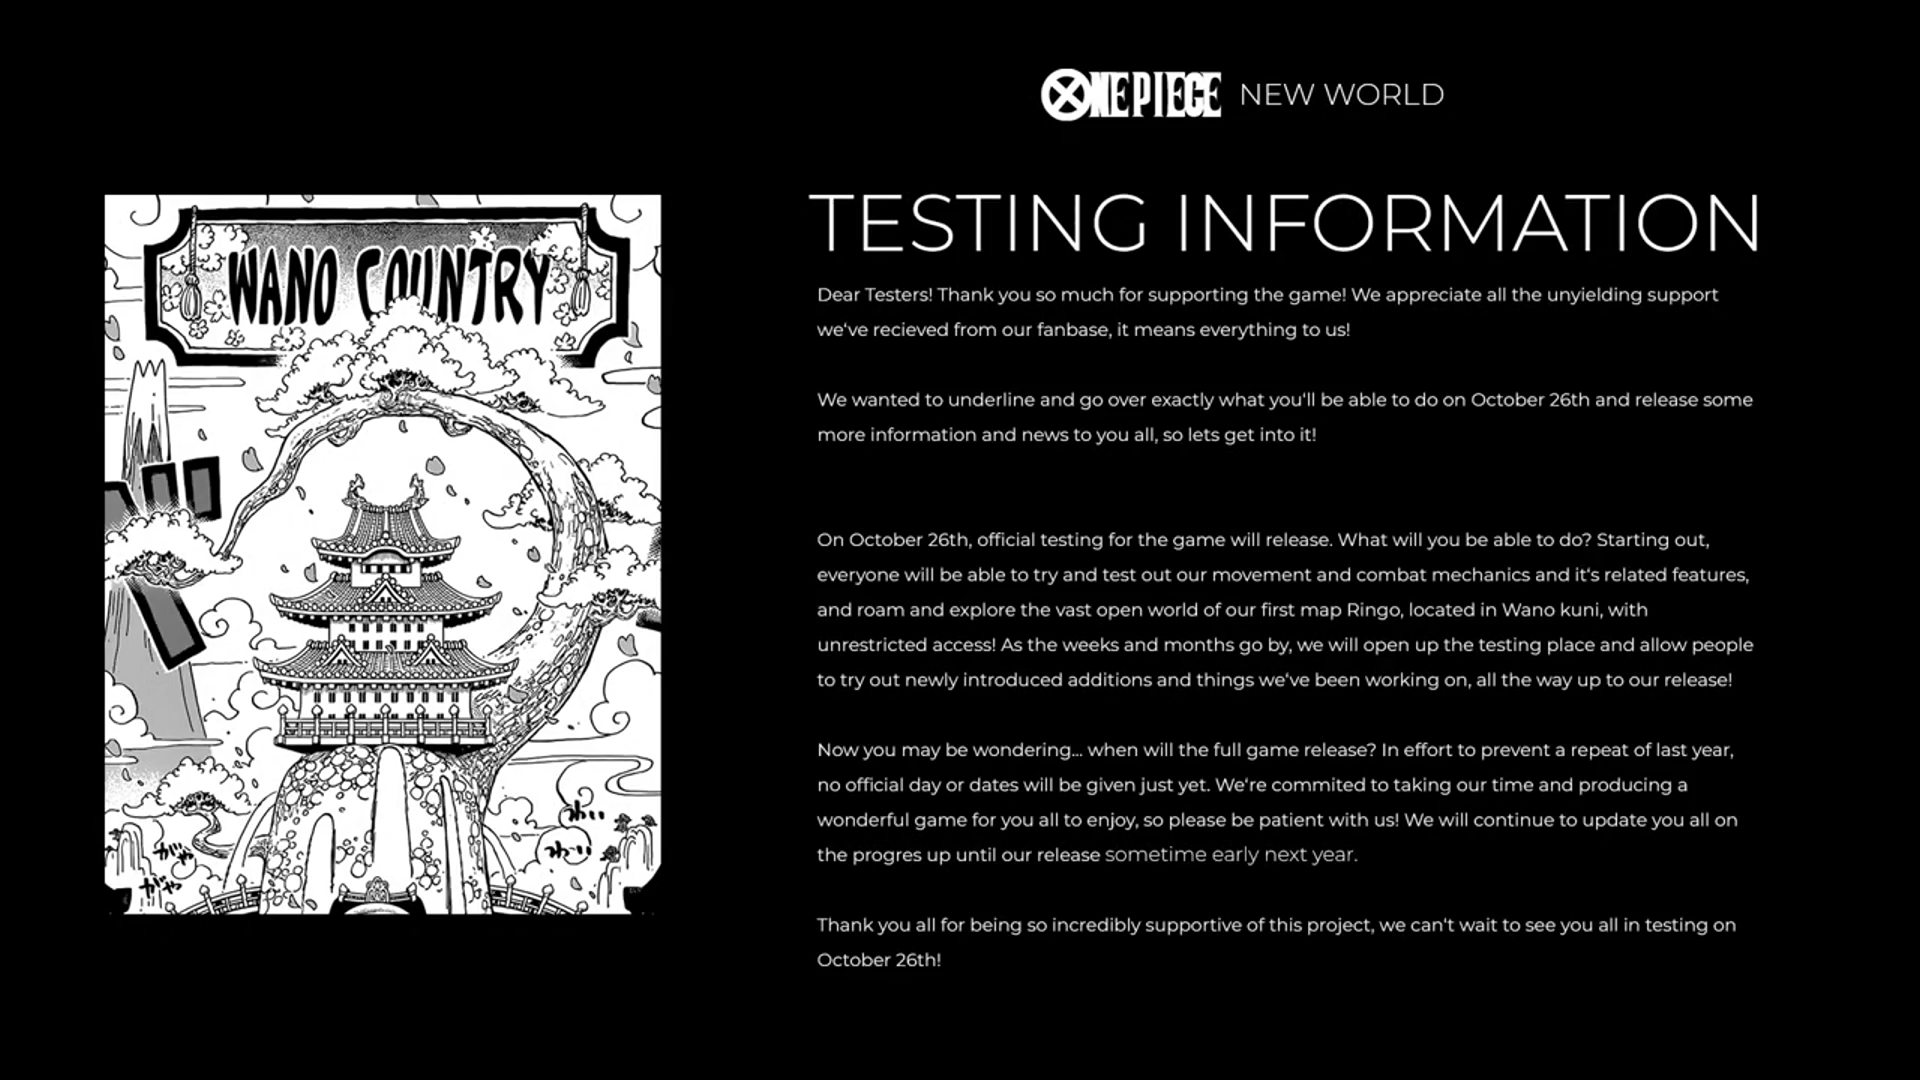 ONE PIECE NEW WORLD
WANO COUNTRY
TESTING INFORMATION
Dear Testers! Thank you so much for supporting the game! We appreciate all the unyielding support
we've recieved from our fanbase, it means everything to us!
We wanted to underline and go over exactly what you'll be able to do on October 26th and release some
more information and news to you all, so lets get into it!
On October 26th, official testing for the game will release. What will you be able to do? Starting out,
everyone will be able to try and test out our movement and combat mechanics and it's related features,
and roam and explore the vast open world of our first map Ringo, located in Wano kuni, with
unrestricted access! As the weeks and months go by, we will open up the testing place and allow people
to try out newly introduced additions and things we've been working on, all the way up to our release!
Now you may be wondering... when will the full game release? In effort to prevent a repeat of last year,
no official day or dates will be given just yet. We're commited to taking our time and producing a
wonderful game for you all to enjoy, so please be patient with us! We will continue to update you all on
the progres up until our release sometime early next year.
Thank you all for being so incredibly supportive of this project, we can't wait to see you all in testing on
October 26th!
わい
わい
がや
がや